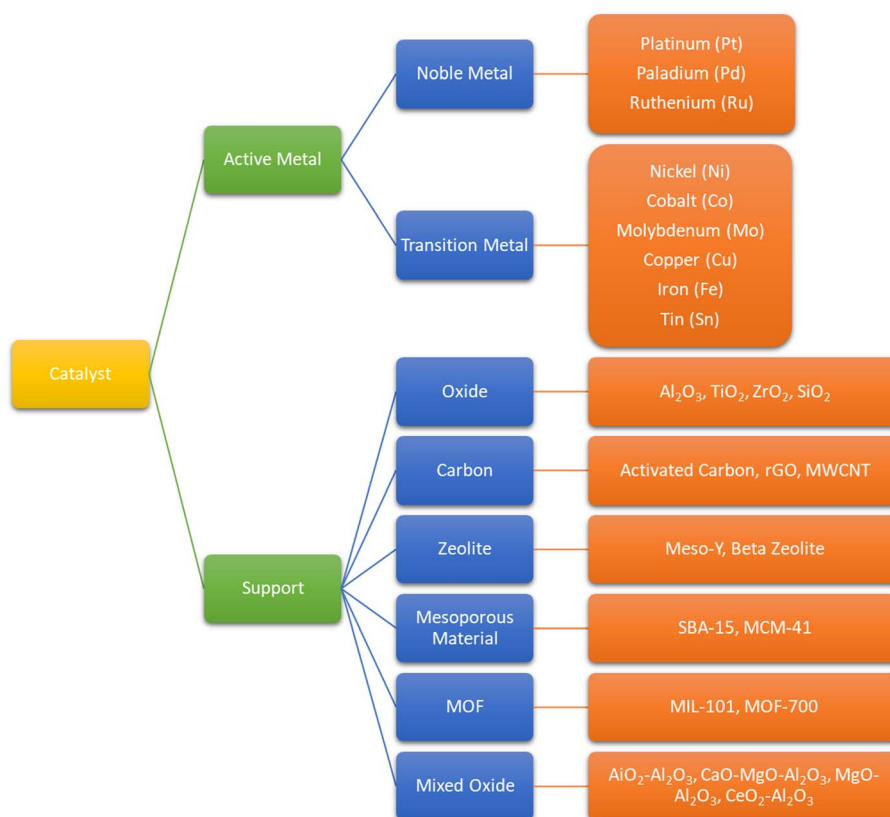 Noble Metal
Platinum (Pt)
Paladium (Pd)
Ruthenium (Ru)
Active Metal
Transition Metal
Nickel (Ni)
Cobalt (Co)
Molybdenum (Mo)
Copper (Cu)
Iron (Fe)
Tin (Sn)
Catalyst
Support
Oxide
Al₂O₃, TiO₂, ZrO₂, SiO₂
Carbon
Activated Carbon, rGO, MWCNT
Zeolite
Meso-Y, Beta Zeolite
Mesoporous
Material
SBA-15, MCM-41
MOF
MIL-101, MOF-700
Mixed Oxide
AiO₂-Al₂O₃, CaO-MgO-Al₂O₃, MgO-
Al₂O₃, CeO₂-Al₂O₃